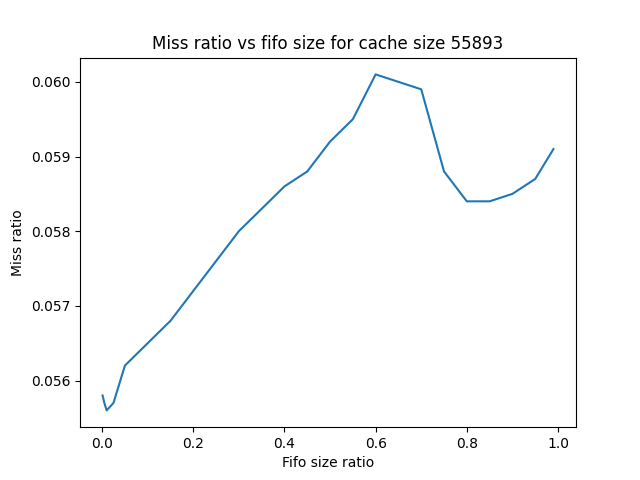 Miss ratio vs fifo size for cache size 55893
0.060
0.059
0.058
0.057
0.056
Miss ratio
0.0 0.2 0.4 0.6 0.8 1.0
Fifo size ratio